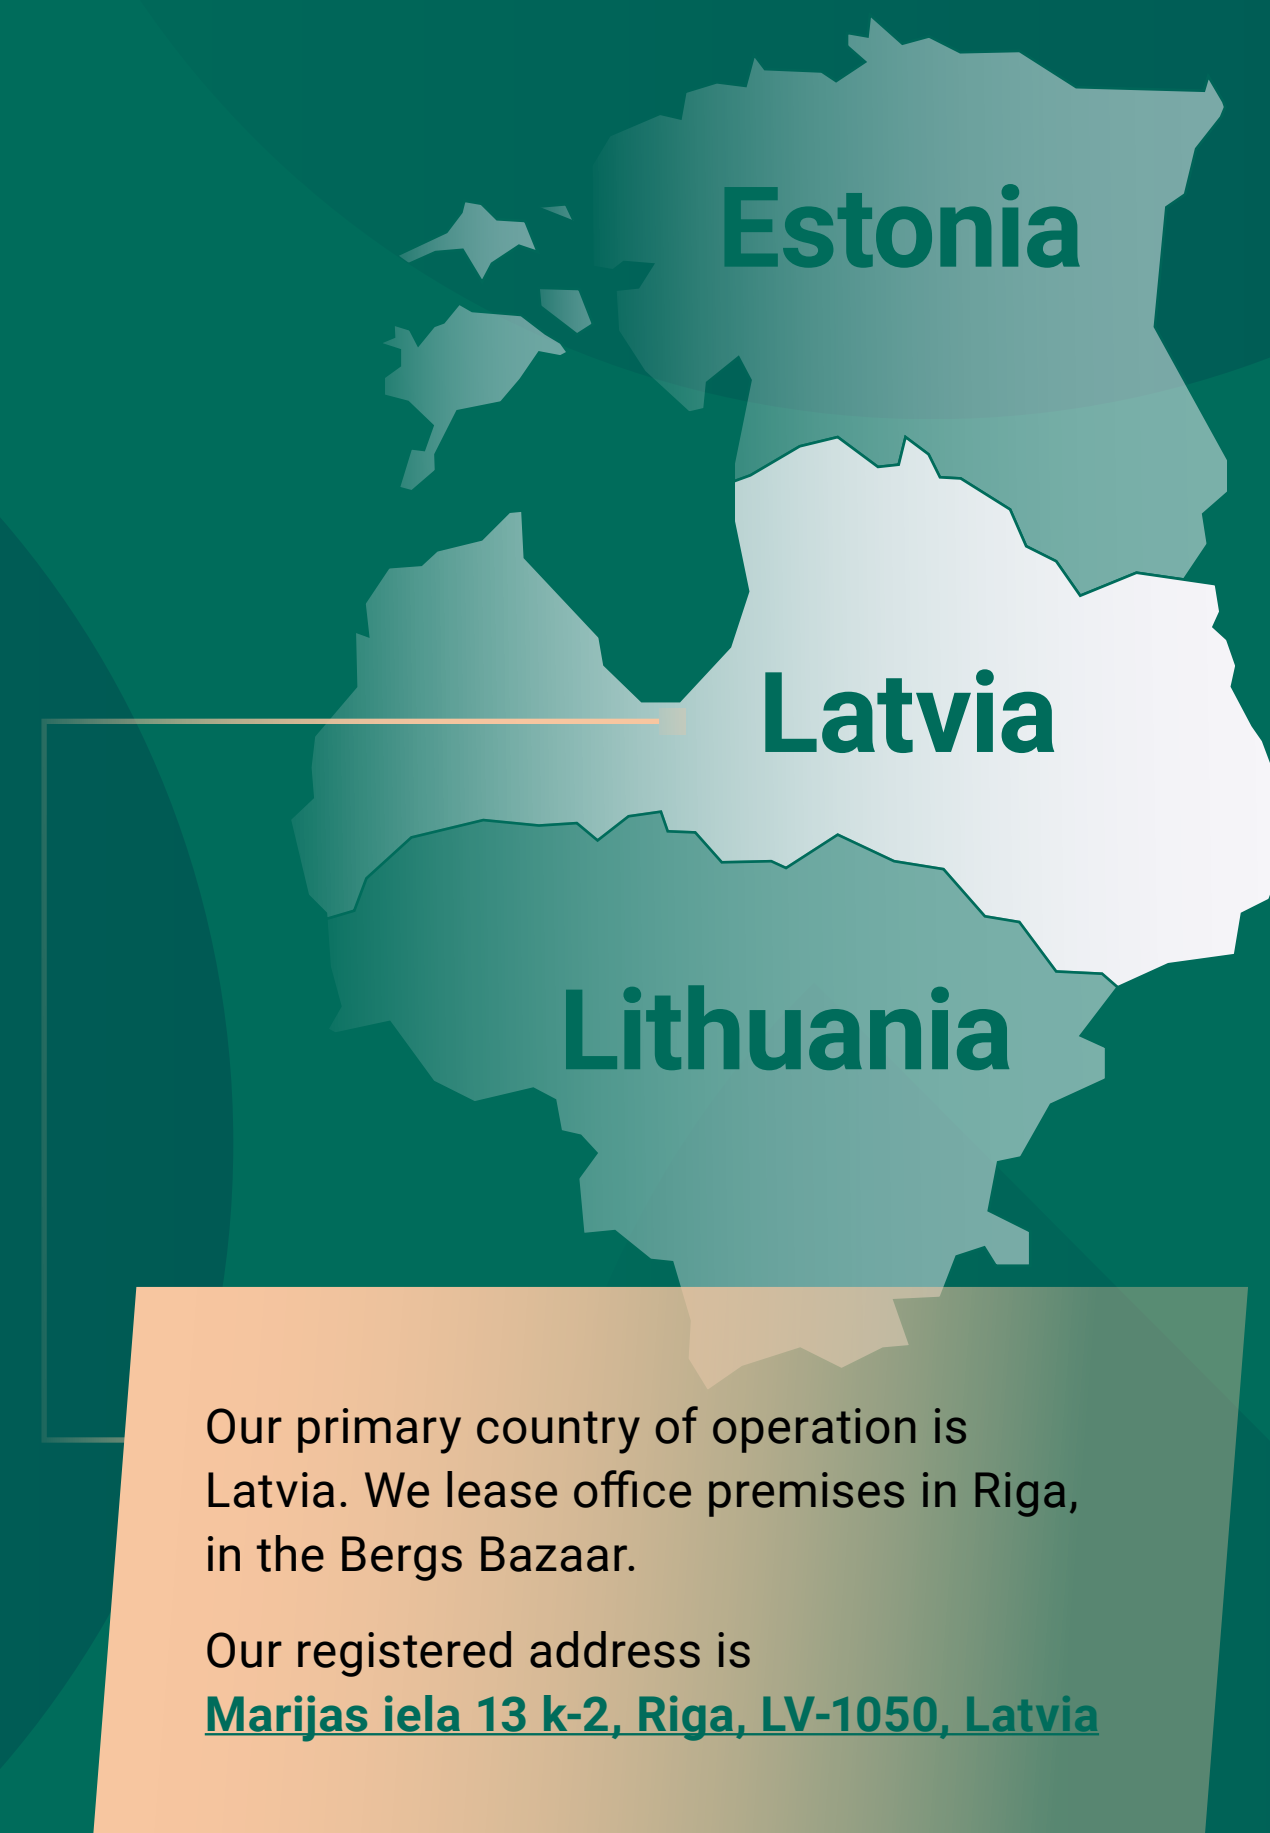 Estonia
Latvia
Lithuania
Our primary country of operation is
Latvia. We lease office premises in Riga,
in the Bergs Bazaar.
Our registered address is
Marijas iela 13 k-2, Riga, LV-1050, Latvia